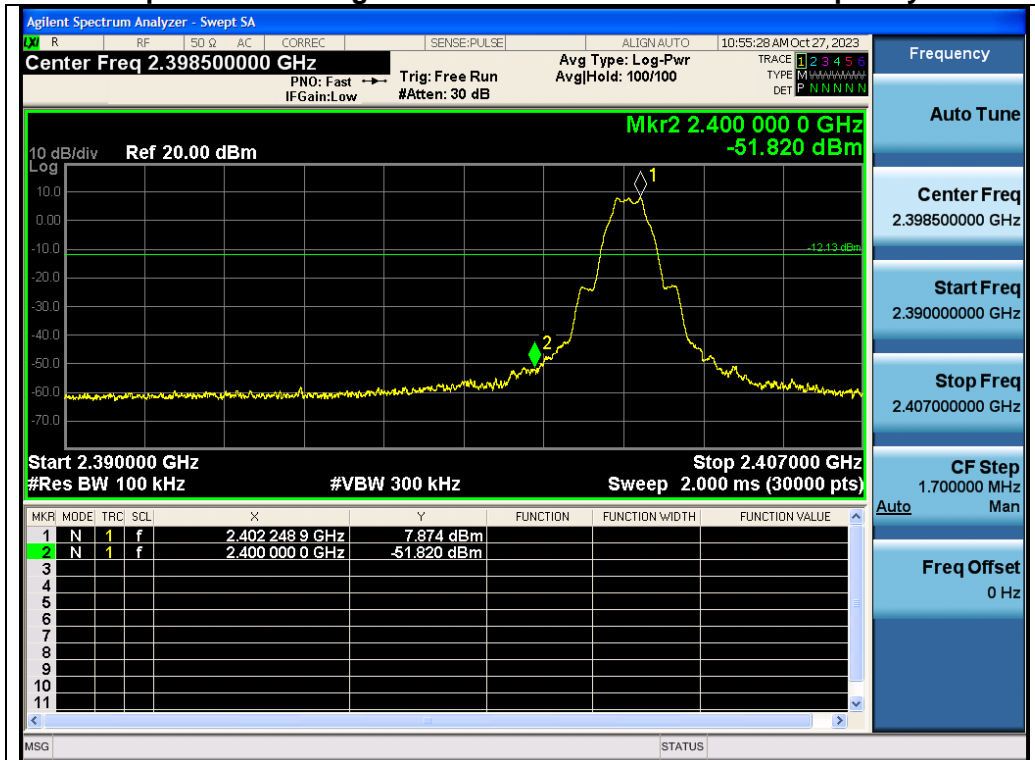 Agilent Spectrum Analyzer - Swept SA
LXI R RF 50 Ω AC CORREC SENSE:PULSE ALIGN AUTO 10:55:28 AM Oct 27, 2023
Center Freq 2.398500000 GHz
PNO: Fast
IFGain:Low
Trig: Free Run
#Atten: 30 dB
Avg Type: Log-Pwr
Avg|Hold: 100/100
TRACE 1 2 3 4 5 6
TYPE M
DET P N N N N N
Mkr2 2.400 000 0 GHz
-51.820 dBm
10 dB/div Ref 20.00 dBm
Log
1
10.0
0.00
-10.0
-12.13 dBm
-20.0
-30.0
-40.0
2
-50.0
-60.0
-70.0
Start 2.390000 GHz Stop 2.407000 GHz
#Res BW 100 kHz #VBW 300 kHz Sweep 2.000 ms (30000 pts)
MKR MODE TRC SCL X Y FUNCTION FUNCTION WIDTH FUNCTION VALUE
1 N 1 f 2.402 248 9 GHz 7.874 dBm
2 N 1 f 2.400 000 0 GHz -51.820 dBm
3
4
5
6
7
8
9
10
11
MSG STATUS
Frequency
Auto Tune
Center Freq
2.398500000 GHz
Start Freq
2.390000000 GHz
Stop Freq
2.407000000 GHz
CF Step
1.700000 MHz
Auto Man
Freq Offset
0 Hz